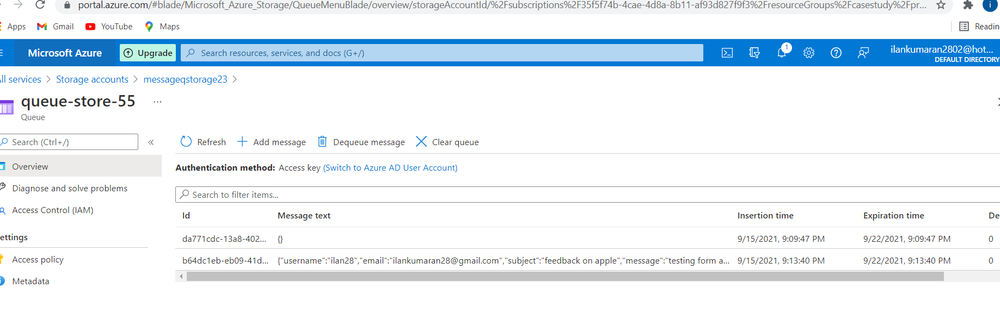 portal.azure.com/#blade/Microsoft_Azure_Storage/QueueMenuBlade/overview/storageAccountId/%2Fsubscriptions%2F35f5f74b-4cae-4d8a-8b11-af93d827f9f3%2FresourceGroups%2Fcasestudy%2Fpr... i
Apps Gmail YouTube Maps Readin
Microsoft Azure Upgrade Search resources, services, and docs (G+/) 1 ilankumaran2802@hot...
DEFAULT DIRECTORY
ll services > Storage accounts > messageqstorage23 >
queue-store-55 ...
Queue
Search (Ctrl+/) « Refresh Add message Dequeue message Clear queue
Overview Authentication method: Access key (Switch to Azure AD User Account)
Diagnose and solve problems Search to filter items...
Access Control (IAM) Id Message text Insertion time Expiration time De
ettings da771cdc-13a8-402... {} 9/15/2021, 9:09:47 PM 9/22/2021, 9:09:47 PM 0
Access policy b64dc1eb-eb09-41d... {"username":"ilan28","email":"ilankumaran28@gmail.com","subject":"feedback on apple","message":"testing form a... 9/15/2021, 9:13:40 PM 9/22/2021, 9:13:40 PM 0
Metadata